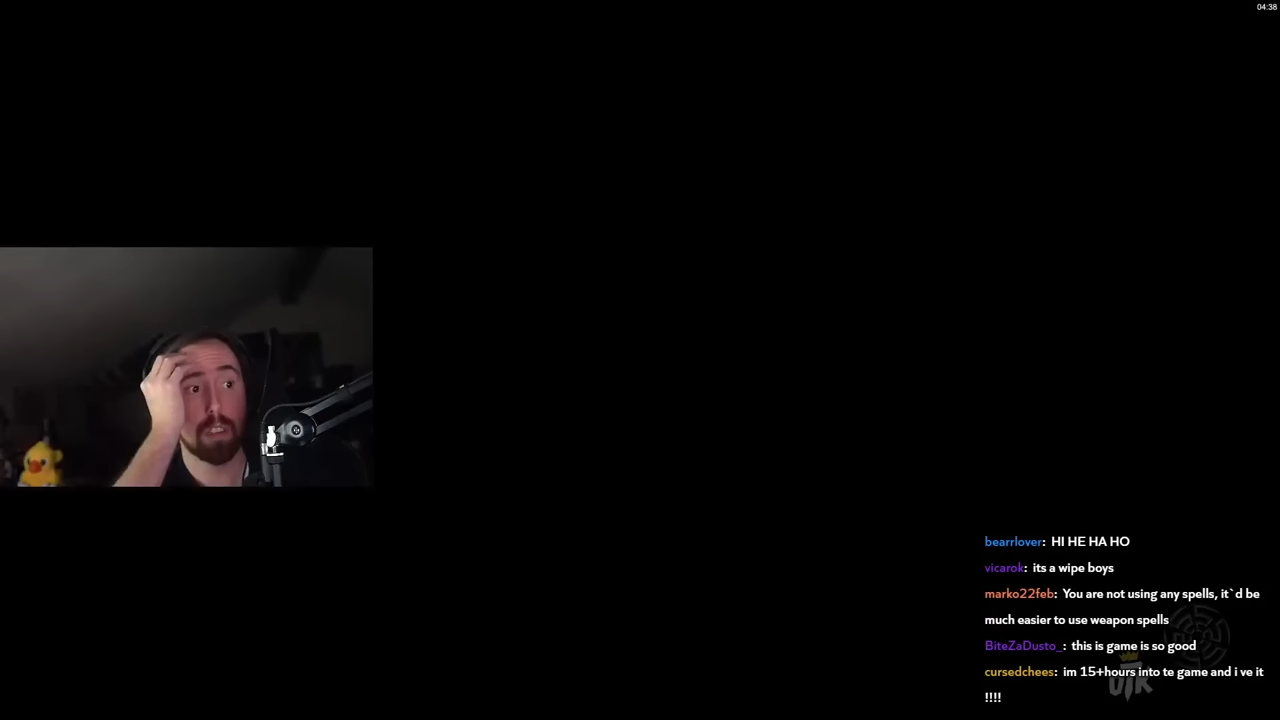 04:38
bearrlover: HI HE HA HO
vicarok: its a wipe boys
marko22feb: You are not using any spells, it`d be
much easier to use weapon spells
BiteZaDusto_: this is game is so good
cursedchees: im 15+hours into te game and i ve it
!!!!